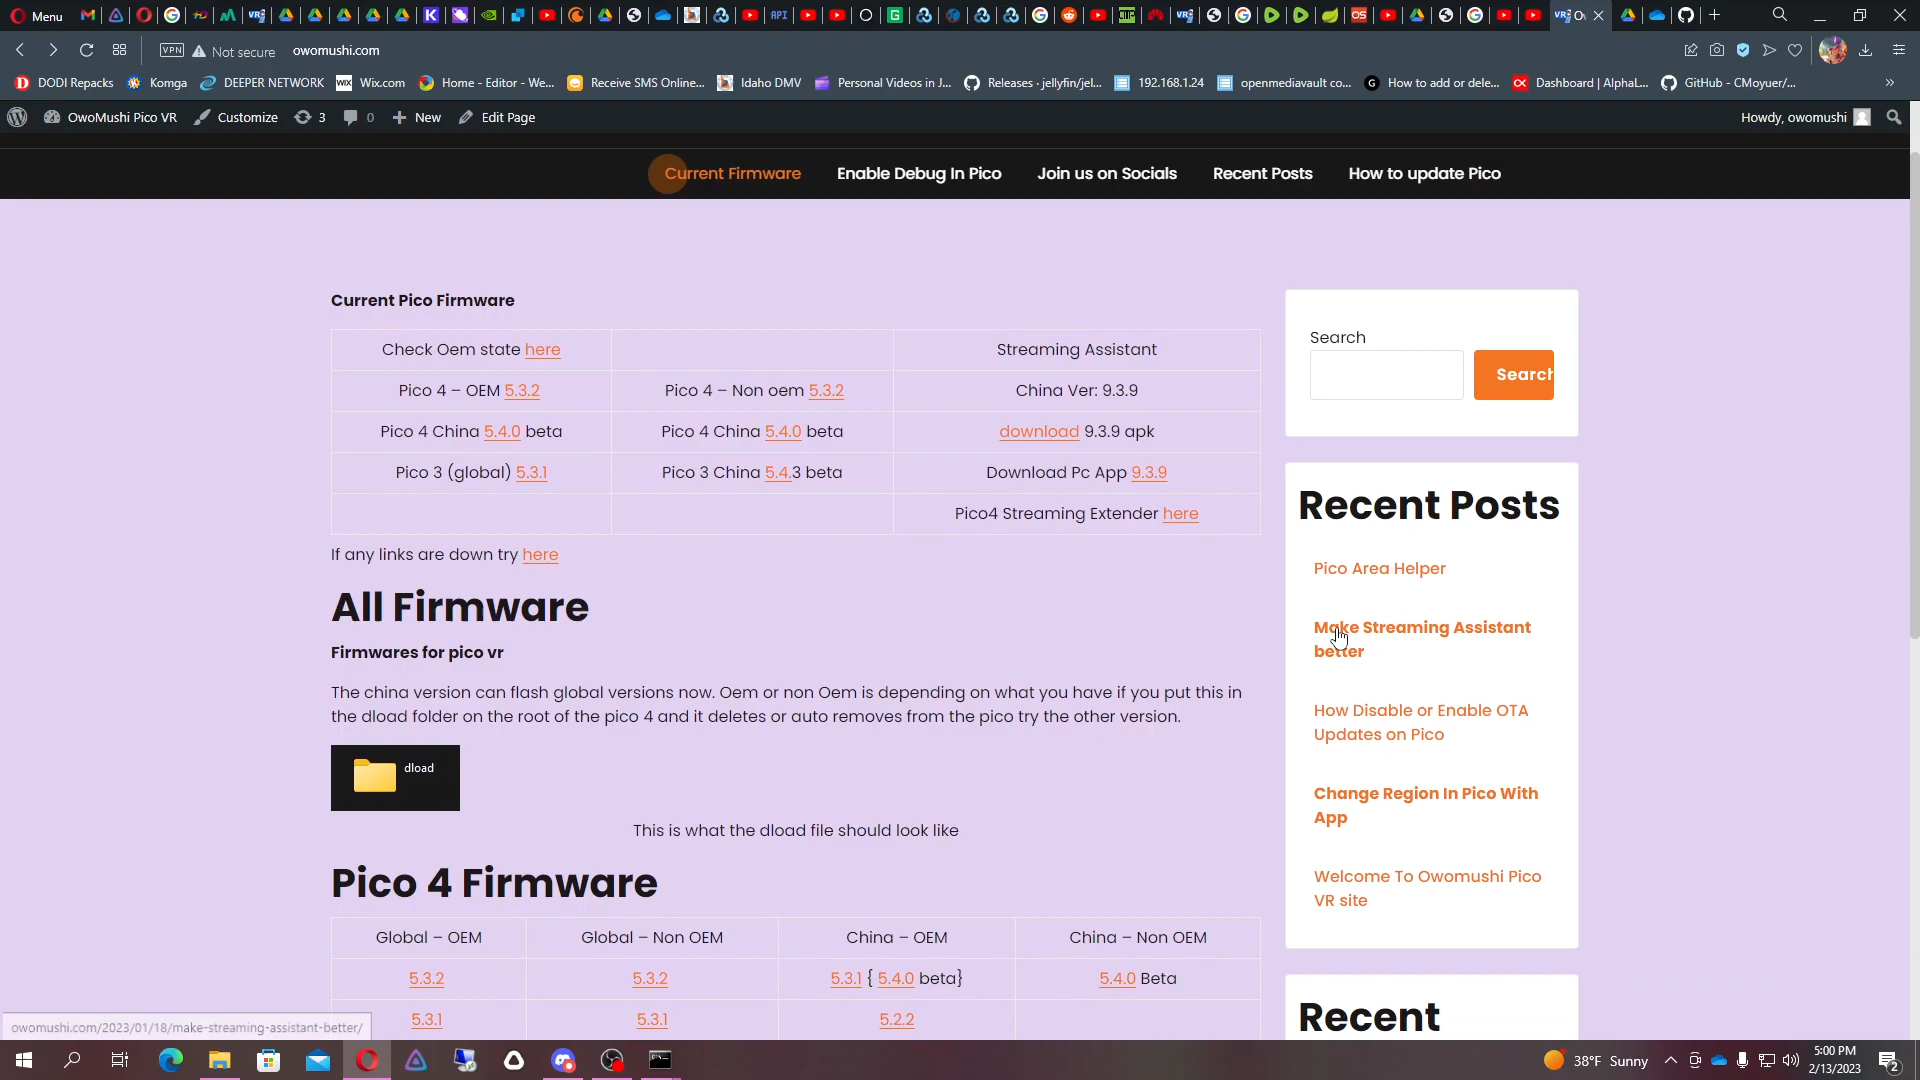 Menu
VPN Not secure owomushi.com
DODI Repacks Komga DEEPER NETWORK Wix.com Home - Editor - We... Receive SMS Online... Idaho DMV Personal Videos in J... Releases · jellyfin/jel... 192.168.1.24 openmediavault co... How to add or dele... Dashboard | AlphaL... GitHub - CMoyuer/... »
OwoMushi Pico VR Customize 3 0 New Edit Page Howdy, owomushi
Current Firmware Enable Debug In Pico Join us on Socials Recent Posts How to update Pico
Current Pico Firmware
Check Oem state here Streaming Assistant
Pico 4 – OEM 5.3.2 Pico 4 – Non oem 5.3.2 China Ver: 9.3.9
Pico 4 China 5.4.0 beta Pico 4 China 5.4.0 beta download 9.3.9 apk
Pico 3 (global) 5.3.1 Pico 3 China 5.4.3 beta Download Pc App 9.3.9
Pico4 Streaming Extender here
If any links are down try here
All Firmware
Firmwares for pico vr
The china version can flash global versions now. Oem or non Oem is depending on what you have if you put this in
the dload folder on the root of the pico 4 and it deletes or auto removes from the pico try the other version.
dload
This is what the dload file should look like
Pico 4 Firmware
Global – OEM Global – Non OEM China – OEM China – Non OEM
5.3.2 5.3.2 5.3.1 { 5.4.0 beta} 5.4.0 Beta
5.3.1 5.3.1 5.2.2
Search
Search
Recent Posts
Pico Area Helper
Make Streaming Assistant
better
How Disable or Enable OTA
Updates on Pico
Change Region In Pico With
App
Welcome To Owomushi Pico
VR site
Recent
owomushi.com/2023/01/18/make-streaming-assistant-better/
38°F Sunny
5:00 PM
2/13/2023
2